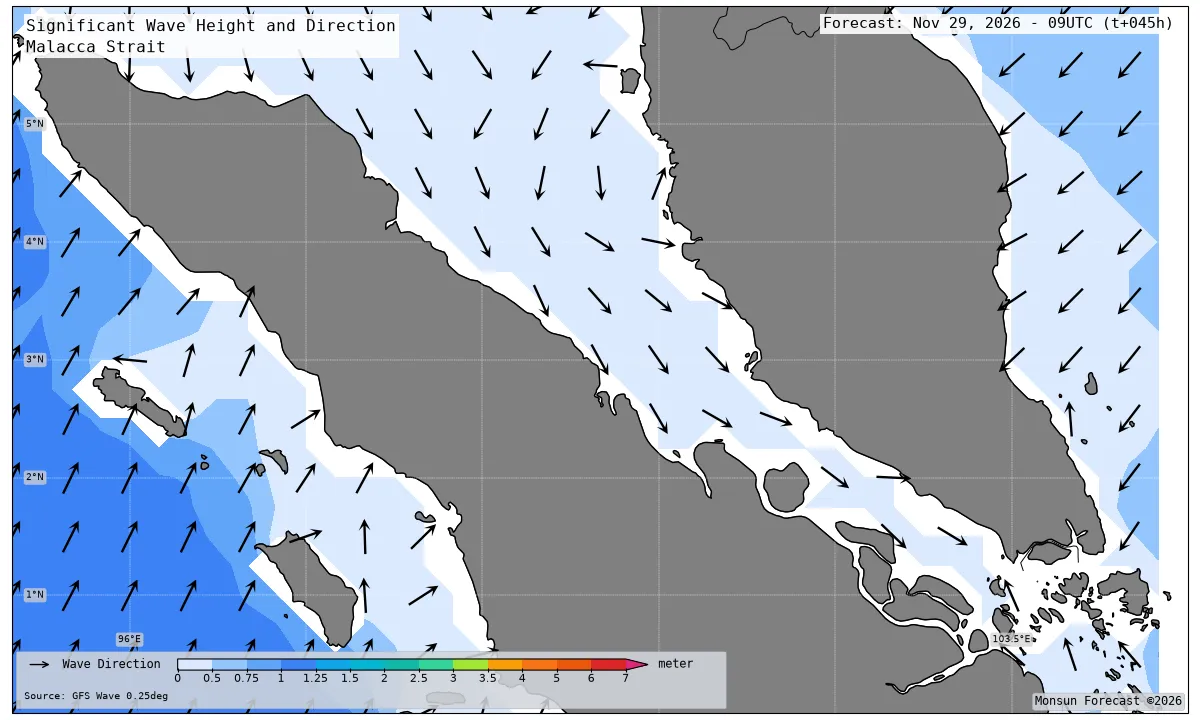 Significant Wave Height and Direction
Malacca Strait
Forecast: Nov 29, 2026 - 09UTC (t+045h)
5°N
4°N
3°N
2°N
1°N
96°E
103.5°E
Wave Direction
meter
0 0.5 0.75 1 1.25 1.5 2 2.5 3 3.5 4 5 6 7
Source: GFS Wave 0.25deg
Monsun Forecast ©2026